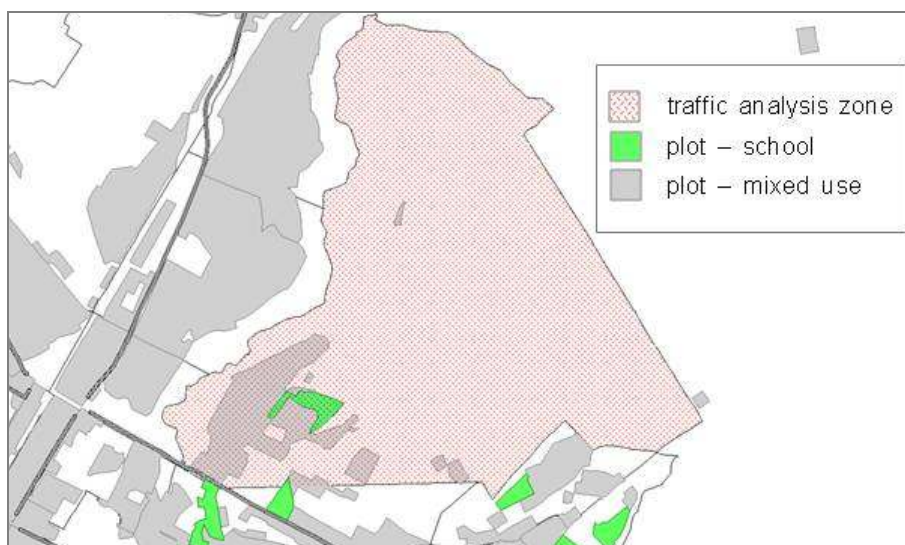 traffic analysis zone
plot – school
plot – mixed use